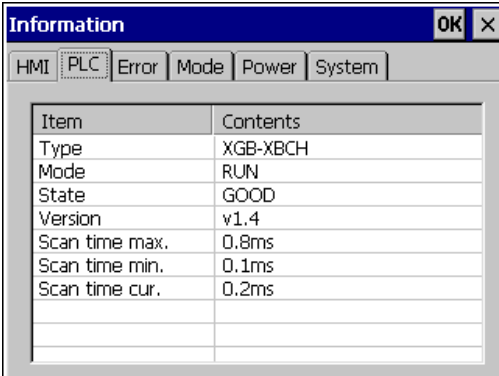 Information OK ×
HMI PLC Error Mode Power System
Item Contents
Type XGB-XBCH
Mode RUN
State GOOD
Version v1.4
Scan time max. 0.8ms
Scan time min. 0.1ms
Scan time cur. 0.2ms